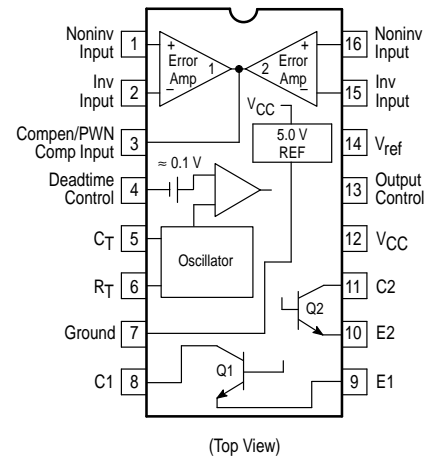 Noninv
Input
1
+
Error
Amp
1
–
Inv
Input
2
Compen/PWN
Comp Input
3
Deadtime
Control
4
≈ 0.1 V
CT
5
RT
6
Oscillator
Ground
7
C1
8
Q1
2
+
Error
Amp
–
16
Noninv
Input
15
Inv
Input
VCC
5.0 V
REF
14
Vref
13
Output
Control
12
VCC
11
C2
Q2
10
E2
9
E1
(Top View)